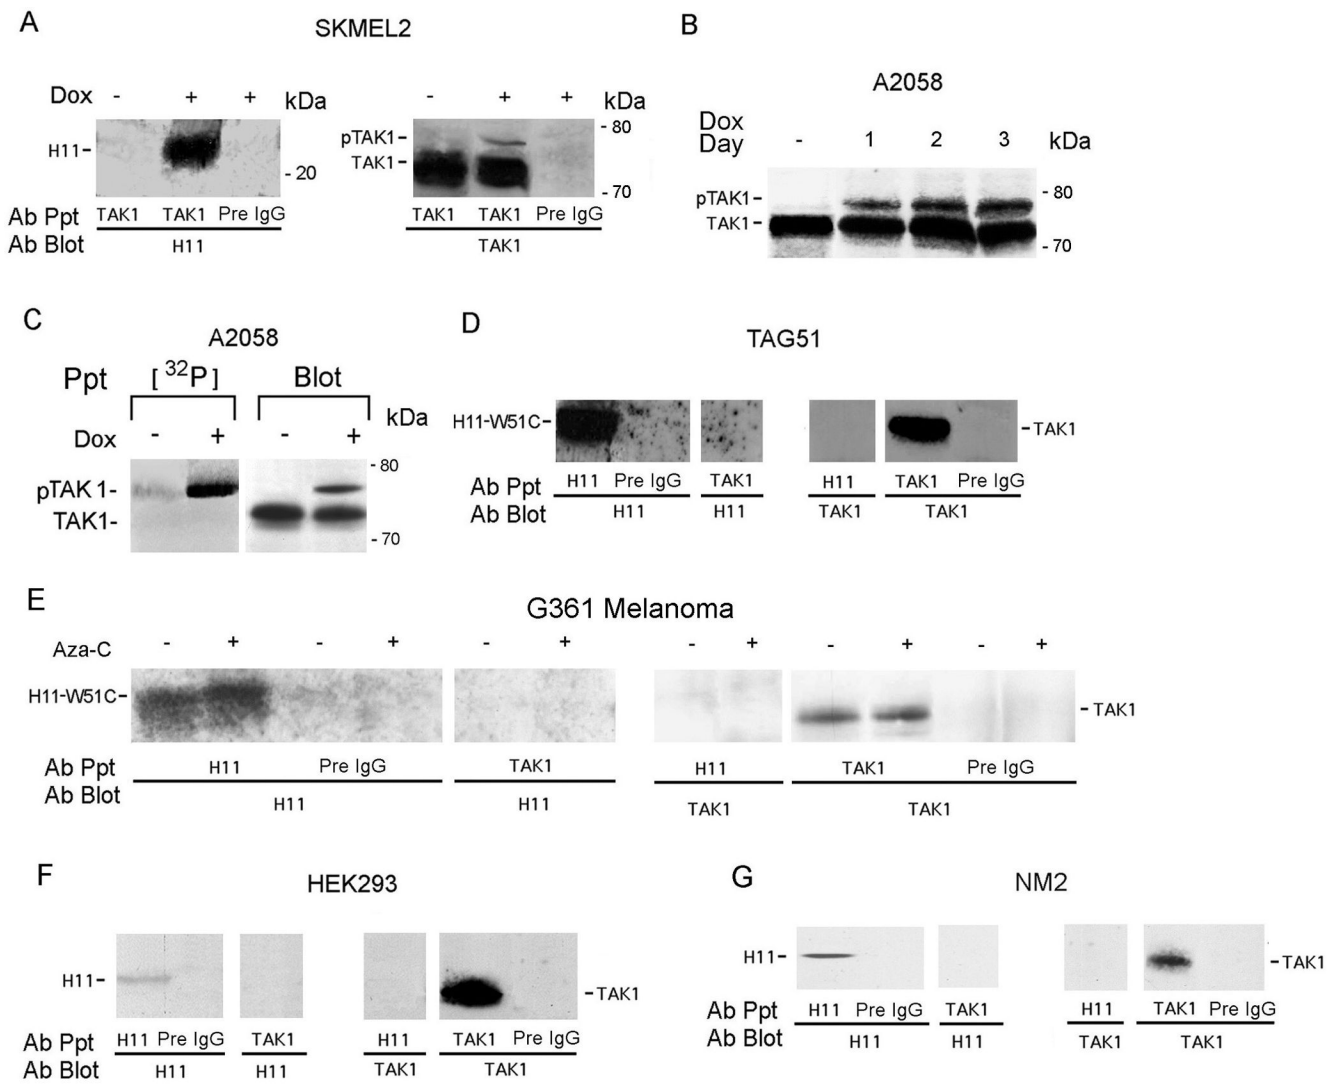 A
SKMEL2
Dox - + + kDa
H11-
- 20
Ab Ppt TAK1 TAK1 Pre IgG
Ab Blot H11
- + + kDa
pTAK1-
TAK1-
- 80
- 70
TAK1 TAK1 Pre IgG
TAK1
B
A2058
Dox
Day - 1 2 3 kDa
pTAK1-
TAK1-
- 80
- 70
C
A2058
Ppt [ 32P ] Blot
Dox - + - + kDa
pTAK1-
TAK1-
- 80
- 70
D
TAG51
H11-W51C-
-TAK1
Ab Ppt H11 Pre IgG TAK1 H11 TAK1 Pre IgG
Ab Blot H11 H11 TAK1 TAK1
E
G361 Melanoma
Aza-C - + - + - + - + - + - +
H11-W51C-
- TAK1
Ab Ppt H11 Pre IgG TAK1 H11 TAK1 Pre IgG
Ab Blot H11 H11 TAK1 TAK1
F
HEK293
H11-
-TAK1
Ab Ppt H11 Pre IgG TAK1 H11 TAK1 Pre IgG
Ab Blot H11 H11 TAK1 TAK1
G
NM2
H11-
-TAK1
Ab Ppt H11 Pre IgG TAK1 H11 TAK1 Pre IgG
Ab Blot H11 H11 TAK1 TAK1